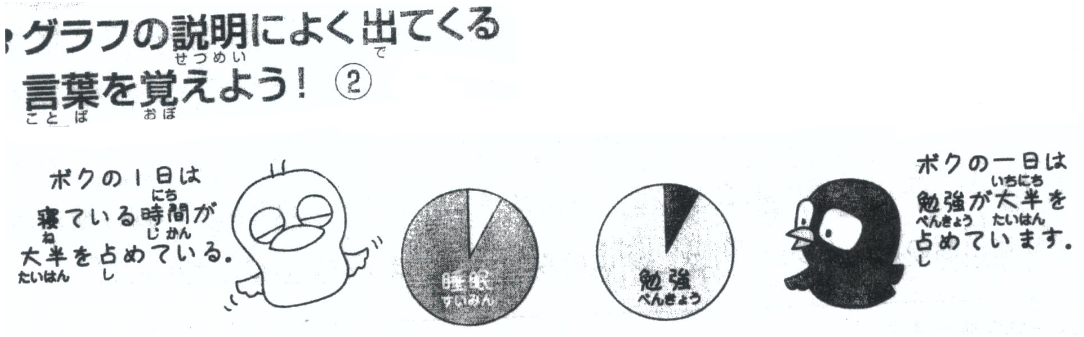 グラフの説明によく出てくる
せつめい
で
言葉を覚えよう！ ②
ことば
おぼ
ボクの１日は
にち
寝ている時間が
ね
じかん
大半を占めている。
たいはん
し
睡眠
すいみん
勉強
べんきょう
ボクの一日は
いちにち
勉強が大半を
べんきょう
たいはん
占めています。
し